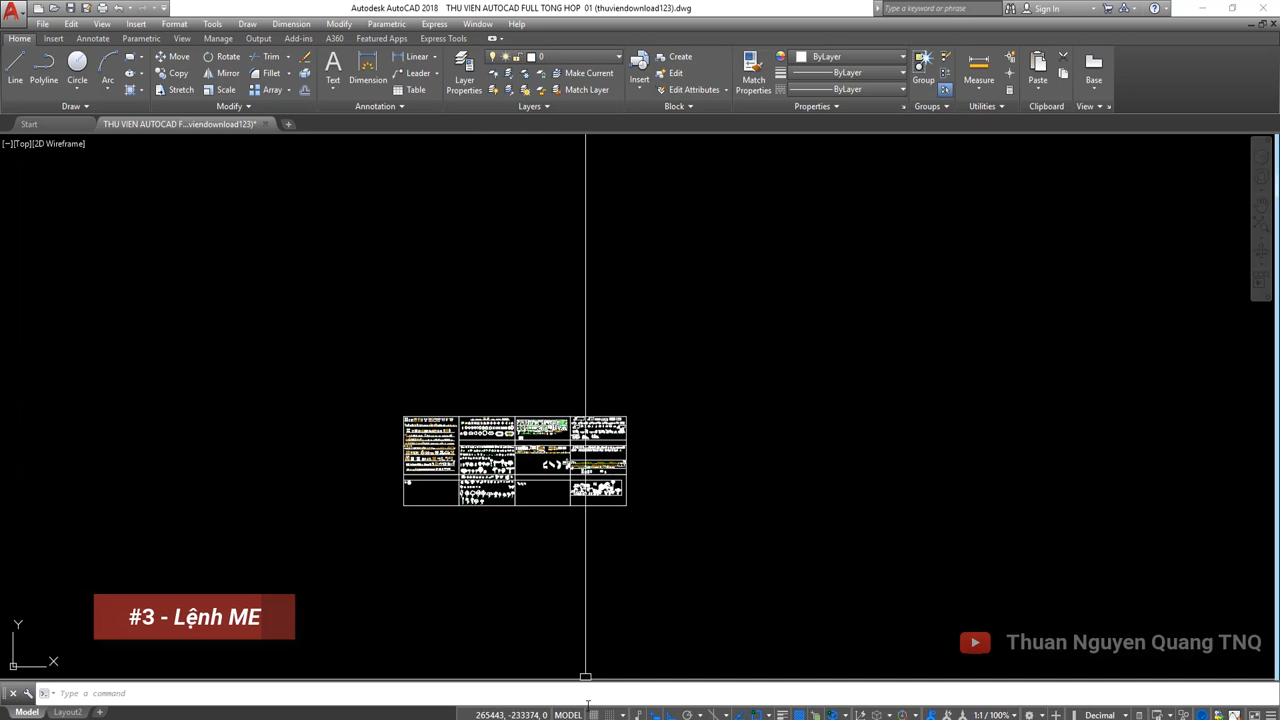 Autodesk AutoCAD 2018 THU VIEN AUTOCAD FULL TONG HOP 01 (thuviendownload123).dwg
Type a keyword or phrase
Sign In
File Edit View Insert Format Tools Draw Dimension Modify Parametric Express Window Help
Home Insert Annotate Parametric View Manage Output Add-ins A360 Featured Apps Express Tools
Line Polyline Circle Arc
Move Rotate Trim
Copy Mirror Fillet
Stretch Scale Array
Text Dimension
Linear
Leader
Table
Layer Properties
0
Make Current
Match Layer
Insert
Create
Edit
Edit Attributes
Match Properties
ByLayer
ByLayer
ByLayer
Group
Measure
Paste
Base
Draw Modify Annotation Layers Block Properties Groups Utilities Clipboard View
Start THU VIEN AUTOCAD F...viendownload123)*
[−][Top][2D Wireframe]
#3 - Lệnh ME
Y
X
Thuan Nguyen Quang TNQ
Type a command
Model Layout2
265443, -233374, 0 MODEL
1:1 / 100%
Decimal